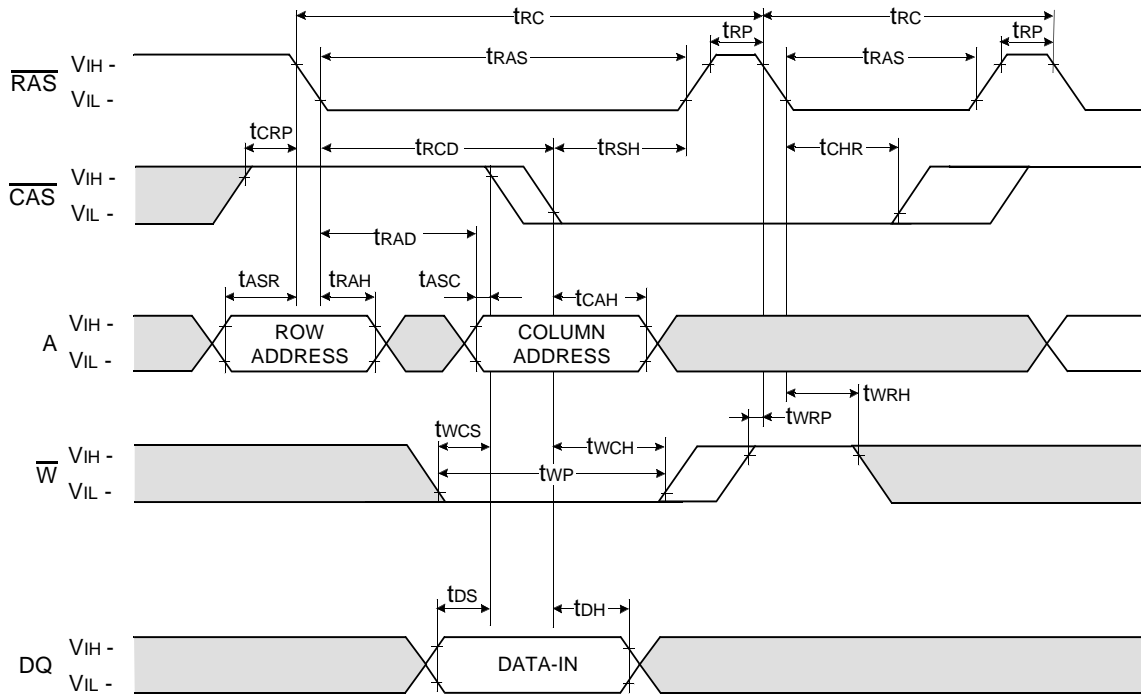 tRC tRC
tRP tRP
tRAS tRAS
RAS VIH -
VIL -
tCRP tRCD tRSH tCHR
CAS VIH -
VIL -
tRAD
tASR tRAH tASC tCAH
A VIH -
VIL -
ROW ADDRESS
COLUMN ADDRESS
tWRH
tWRP
tWCS tWCH
tWP
W VIH -
VIL -
tDS tDH
DQ VIH -
VIL -
DATA-IN